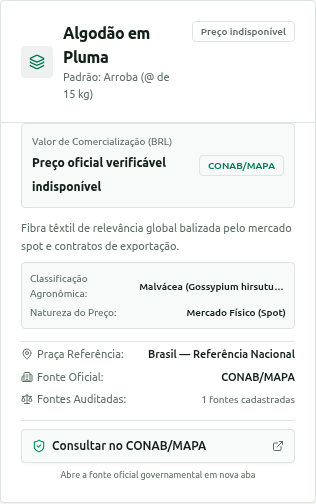 Algodão em
Pluma
Preço indisponível
Padrão: Arroba (@ de
15 kg)
Valor de Comercialização (BRL)
Preço oficial verificável
indisponível
CONAB/MAPA
Fibra têxtil de relevância global balizada pelo mercado
spot e contratos de exportação.
Classificação
Agronômica:
Malvácea (Gossypium hirsutu...
Natureza do Preço:
Mercado Físico (Spot)
Praça Referência:
Brasil — Referência Nacional
Fonte Oficial:
CONAB/MAPA
Fontes Auditadas:
1 fontes cadastradas
Consultar no CONAB/MAPA
Abre a fonte oficial governamental em nova aba